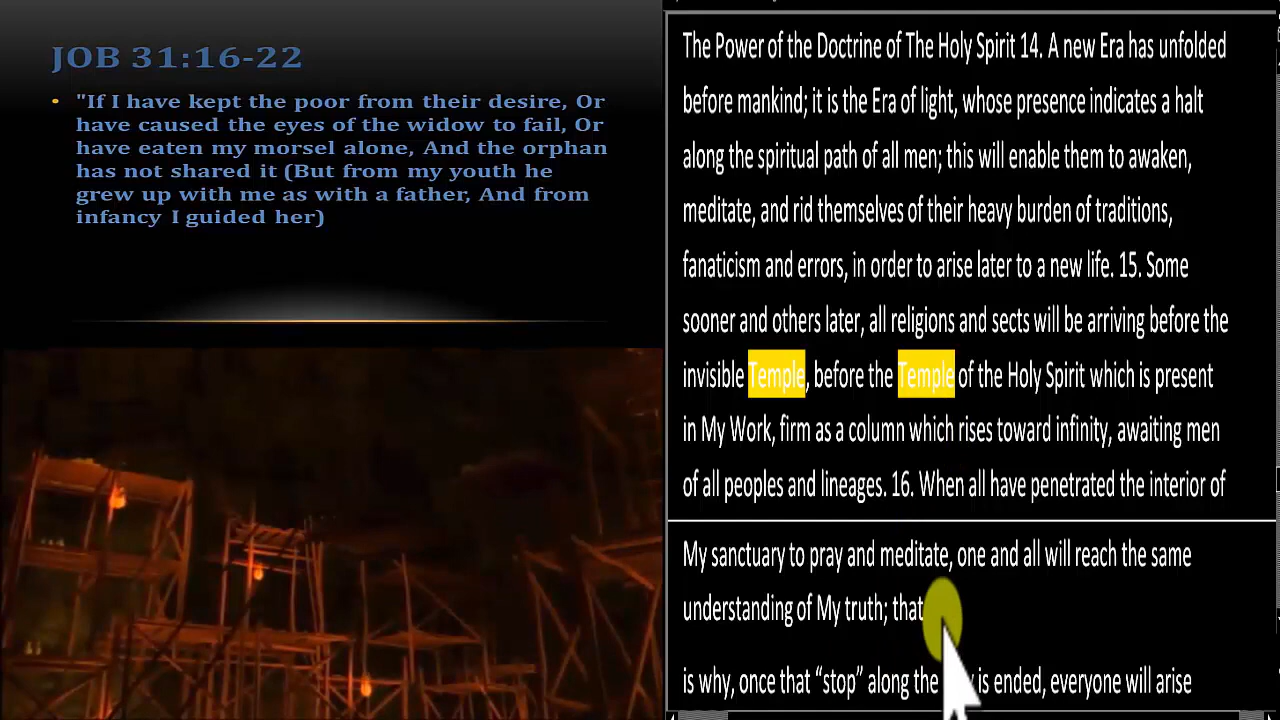 JOB 31:16-22
• "If I have kept the poor from their desire, Or
have caused the eyes of the widow to fail, Or
have eaten my morsel alone, And the orphan
has not shared it (But from my youth he
grew up with me as with a father, And from
infancy I guided her)
The Power of the Doctrine of The Holy Spirit 14. A new Era has unfolded
before mankind; it is the Era of light, whose presence indicates a halt
along the spiritual path of all men; this will enable them to awaken,
meditate, and rid themselves of their heavy burden of traditions,
fanaticism and errors, in order to arise later to a new life. 15. Some
sooner and others later, all religions and sects will be arriving before the
invisible Temple, before the Temple of the Holy Spirit which is present
in My Work, firm as a column which rises toward infinity, awaiting men
of all peoples and lineages. 16. When all have penetrated the interior of
My sanctuary to pray and meditate, one and all will reach the same
understanding of My truth; that
is why, once that “stop” along the is ended, everyone will arise